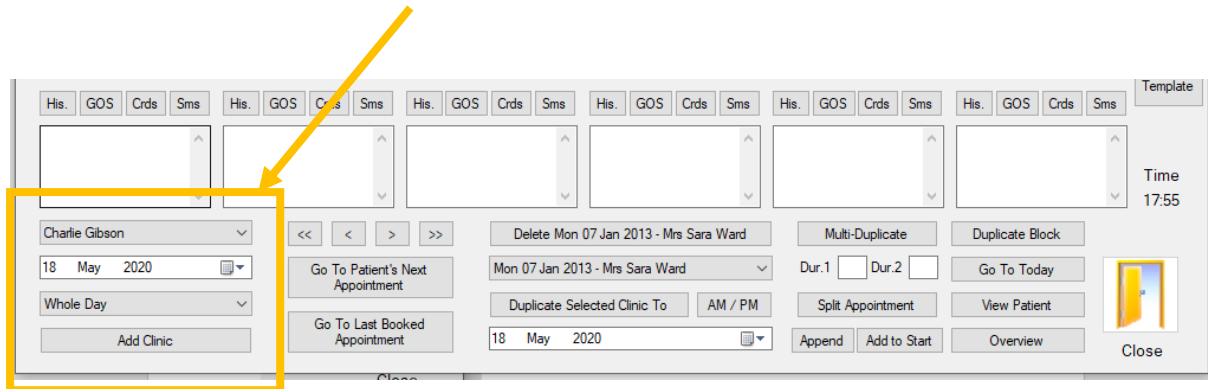 Template
His. GOS Crds Sms His. GOS Crds Sms His. GOS Crds Sms His. GOS Crds Sms His. GOS Crds Sms His. GOS Crds Sms
Time
17:55
Charlie Gibson << < > >> Delete Mon 07 Jan 2013 - Mrs Sara Ward Multi-Duplicate Duplicate Block
18 May 2020 Go To Patient's Next Appointment Mon 07 Jan 2013 - Mrs Sara Ward Dur.1 Dur.2 Go To Today
Whole Day Duplicate Selected Clinic To AM / PM Split Appointment View Patient
Add Clinic Go To Last Booked Appointment 18 May 2020 Append Add to Start Overview
Close
Close